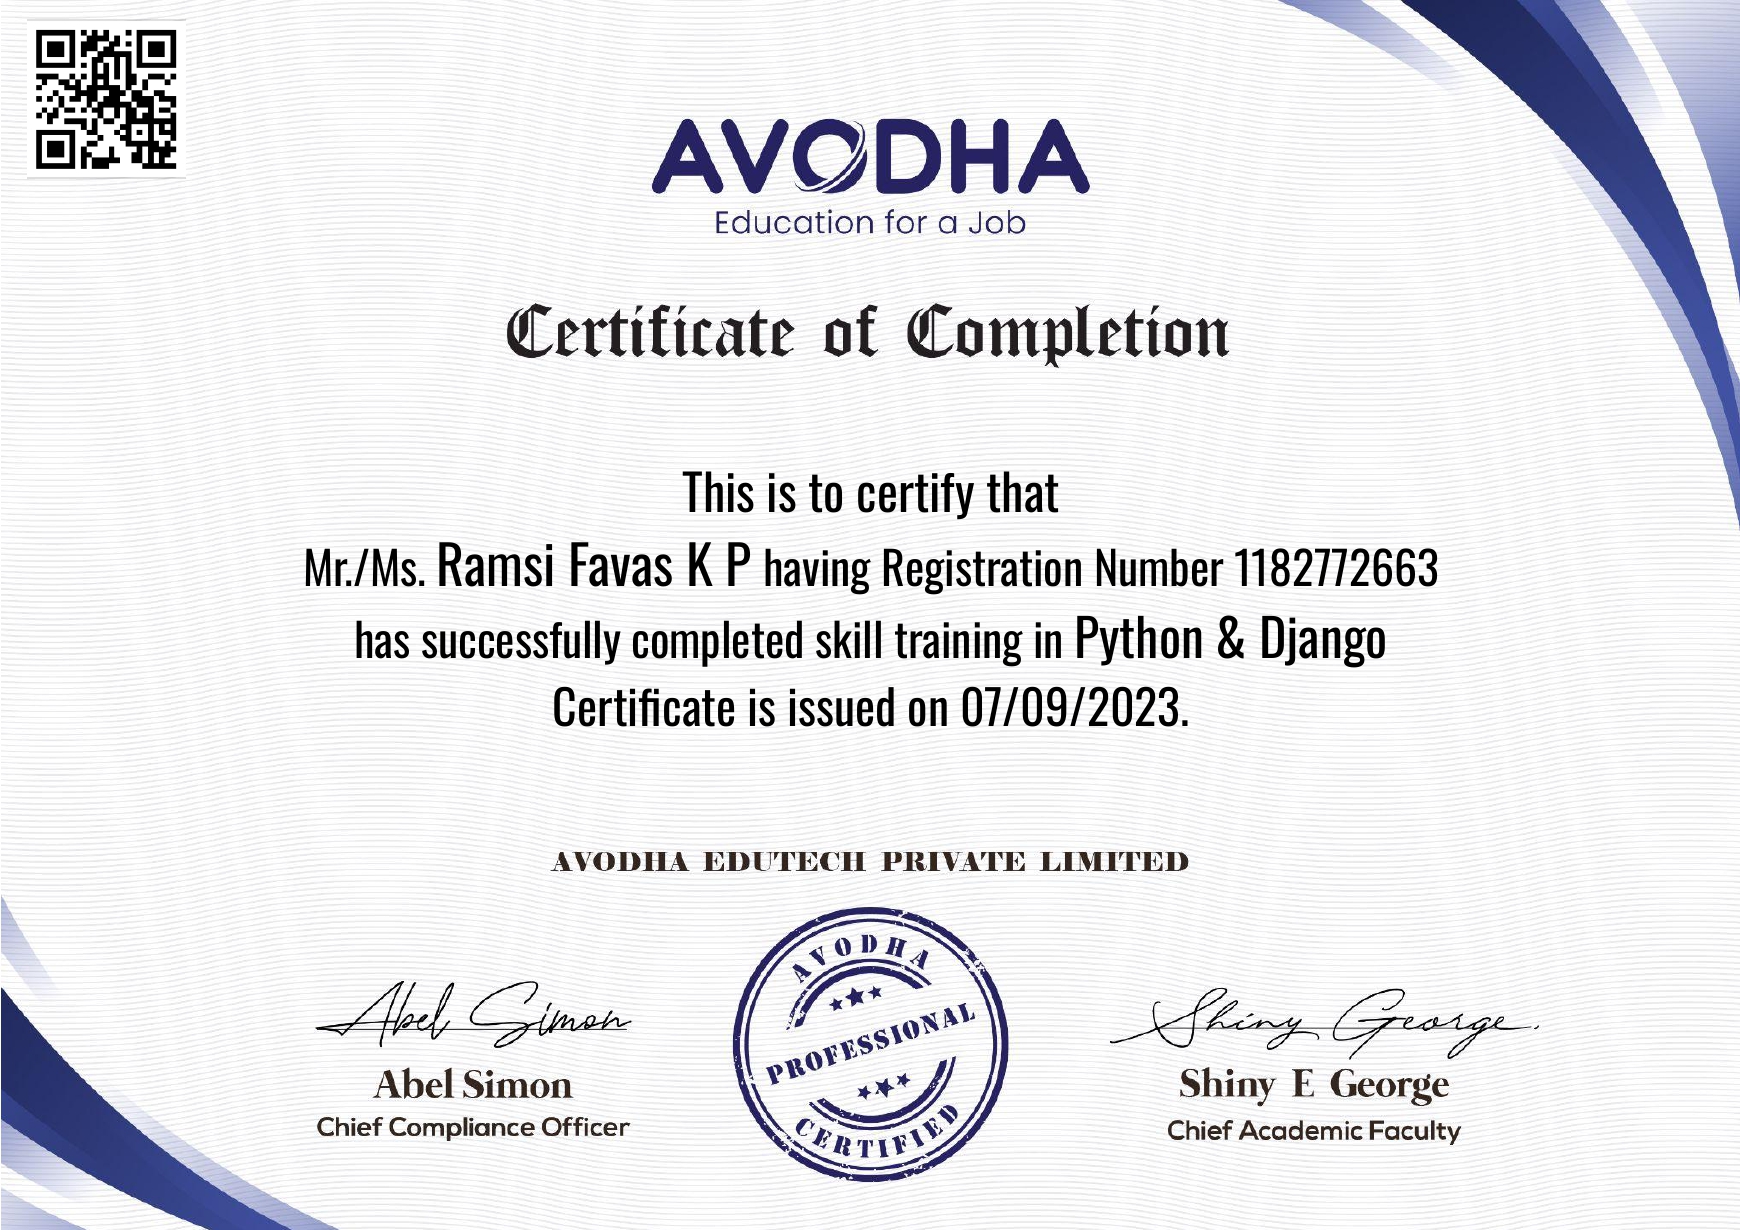 AVODHA
Education for a Job
Certificate of Completion
This is to certify that
Mr./Ms. Ramsi Favas K P having Registration Number 1182772663
has successfully completed skill training in Python & Django
Certificate is issued on 07/09/2023.
AVODHA EDUTECH PRIVATE LIMITED
AVODHA
PROFESSIONAL
CERTIFIED
Abel Simon
Abel Simon
Chief Compliance Officer
Shiny George.
Shiny E George
Chief Academic Faculty